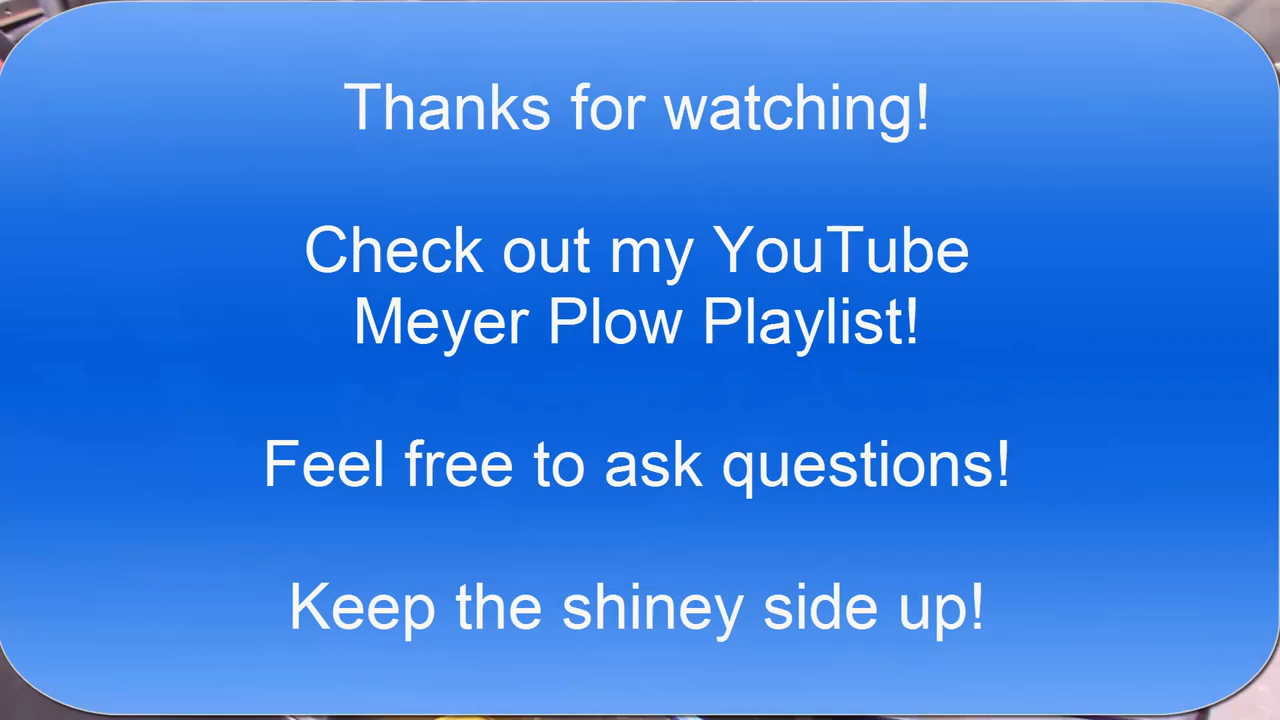 Thanks for watching!
Check out my YouTube
Meyer Plow Playlist!
Feel free to ask questions!
Keep the shiney side up!